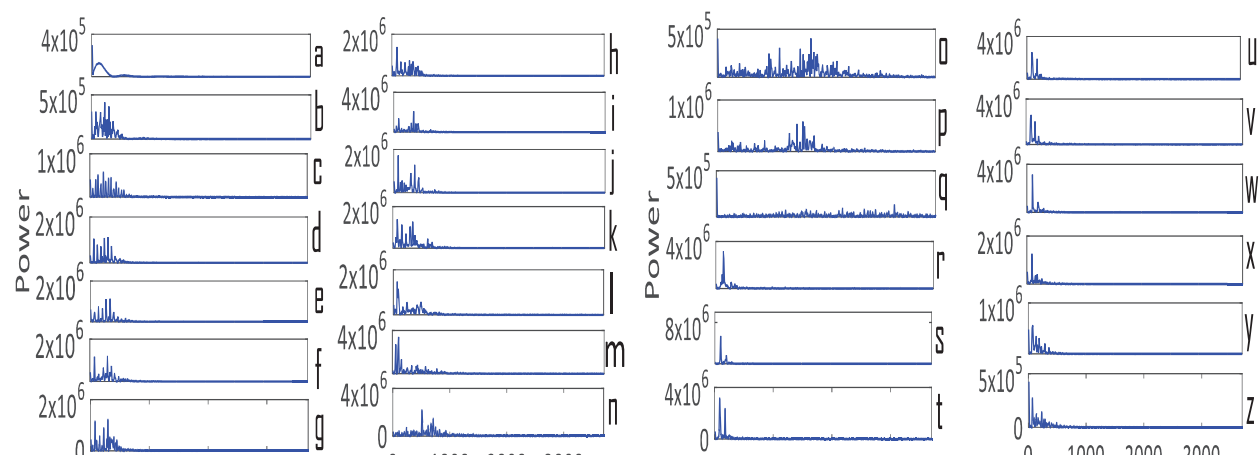 4x10^5 a
5x10^5 b
1x10^6 c
2x10^6 d
2x10^6 e
2x10^6 f
2x10^6 0 g
Power
2x10^6 h
4x10^6 i
2x10^6 j
2x10^6 k
2x10^6 l
4x10^6 m
4x10^6 0 n
5x10^5 o
1x10^6 p
5x10^5 q
4x10^6 r
8x10^6 s
4x10^6 0 t
Power
4x10^6 u
4x10^6 v
4x10^6 w
2x10^6 x
1x10^6 y
5x10^5 0 z
0 1000 2000